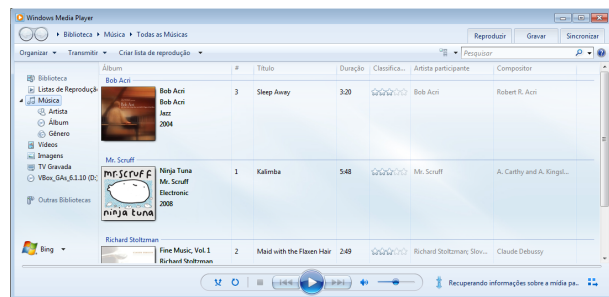 Windows Media Player
Biblioteca Música Todas as Músicas
Reproduzir Gravar Sincronizar
Organizar Transmitir Criar lista de reprodução Pesquisar
Álbum # Título Duração Classifica... Artista participante Compositor
Biblioteca
Listas de Reproduçã
Música
Artista
Álbum
Gênero
Vídeos
Imagens
TV Gravada
VBox_GAs_6.1.10 (D:)
Outras Bibliotecas
Bing
Bob Acri
Bob Acri 3 Sleep Away 3:20 Bob Acri Robert R. Acri
Bob Acri
Jazz
2004
Mr. Scruff
mr.scruff
ninja tuna
Ninja Tuna 1 Kalimba 5:48 Mr. Scruff A. Carthy and A. Kingsl...
Mr. Scruff
Electronic
2008
Richard Stoltzman
Fine Music, Vol. 1 2 Maid with the Flaxen Hair 2:49 Richard Stoltzman; Slov... Claude Debussy
Richard Stoltzman
Recuperando informações sobre a mídia pa..